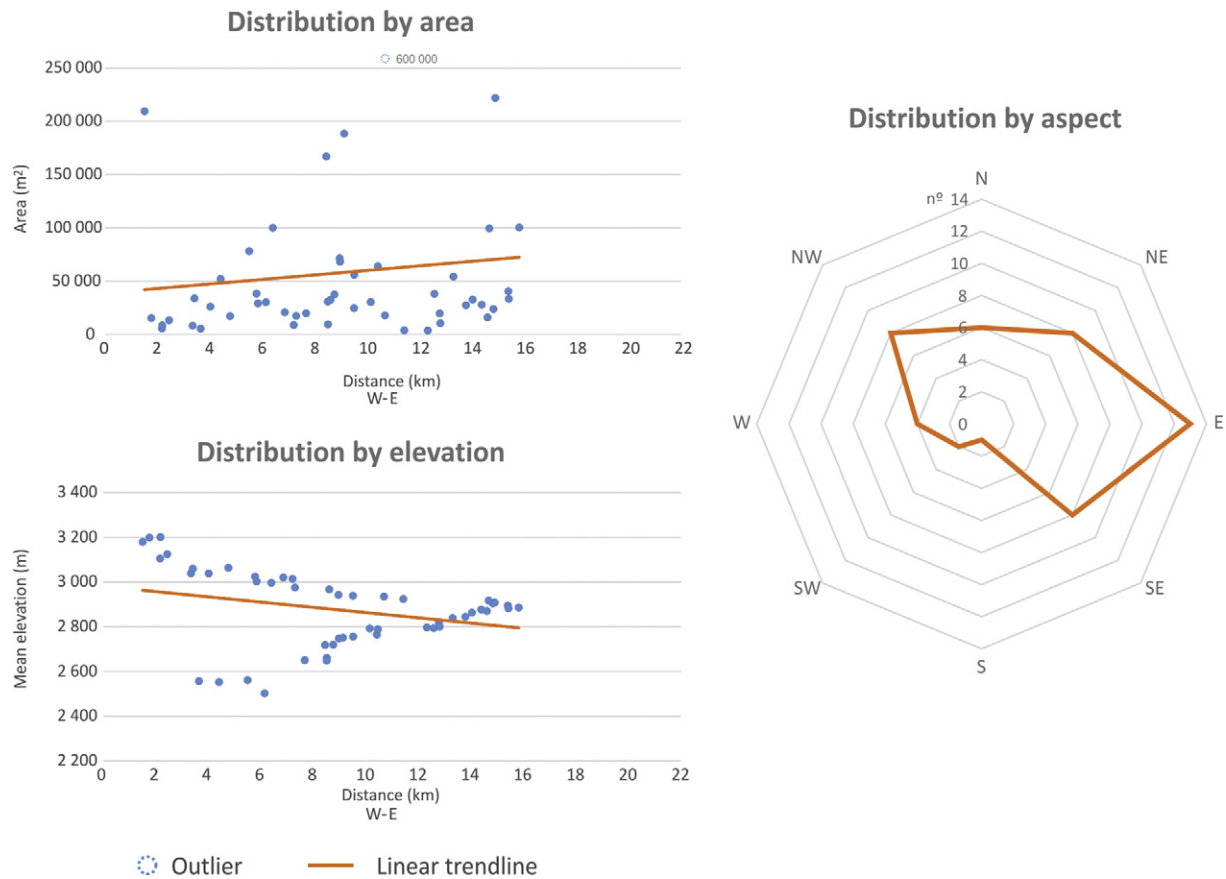 Distribution by area
600 000
250 000
200 000
150 000
100 000
50 000
0
Area (m²)
0 2 4 6 8 10 12 14 16 18 20 22
Distance (km)
W-E
Distribution by elevation
3 400
3 200
3 000
2 800
2 600
2 400
2 200
Mean elevation (m)
0 2 4 6 8 10 12 14 16 18 20 22
Distance (km)
W-E
Distribution by aspect
N
nº 14
12
10
8
6
4
2
0
NE
E
SE
S
SW
W
NW
Outlier
Linear trendline